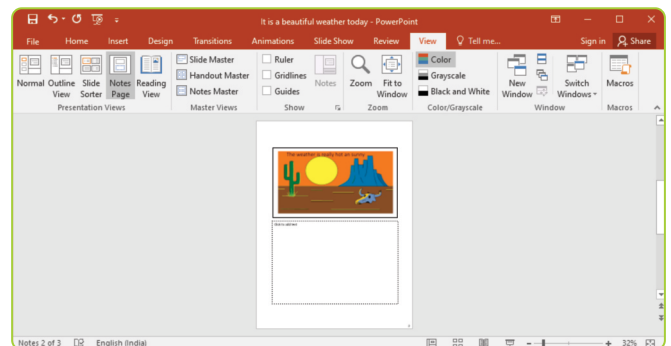 It is a beautiful weather today - PowerPoint
File Home Insert Design Transitions Animations Slide Show Review View Tell me... Sign in Share
Normal Outline View Slide Sorter Notes Page Reading View
Presentation Views
Slide Master
Handout Master
Notes Master
Master Views
Ruler
Gridlines
Guides
Notes
Show
Zoom Fit to Window
Zoom
Color
Grayscale
Black and White
Color/Grayscale
New Window Switch Windows
Window
Macros
Macros
The weather is really hot an sunny
Click to add text
Notes 2 of 3 English (India) 32%